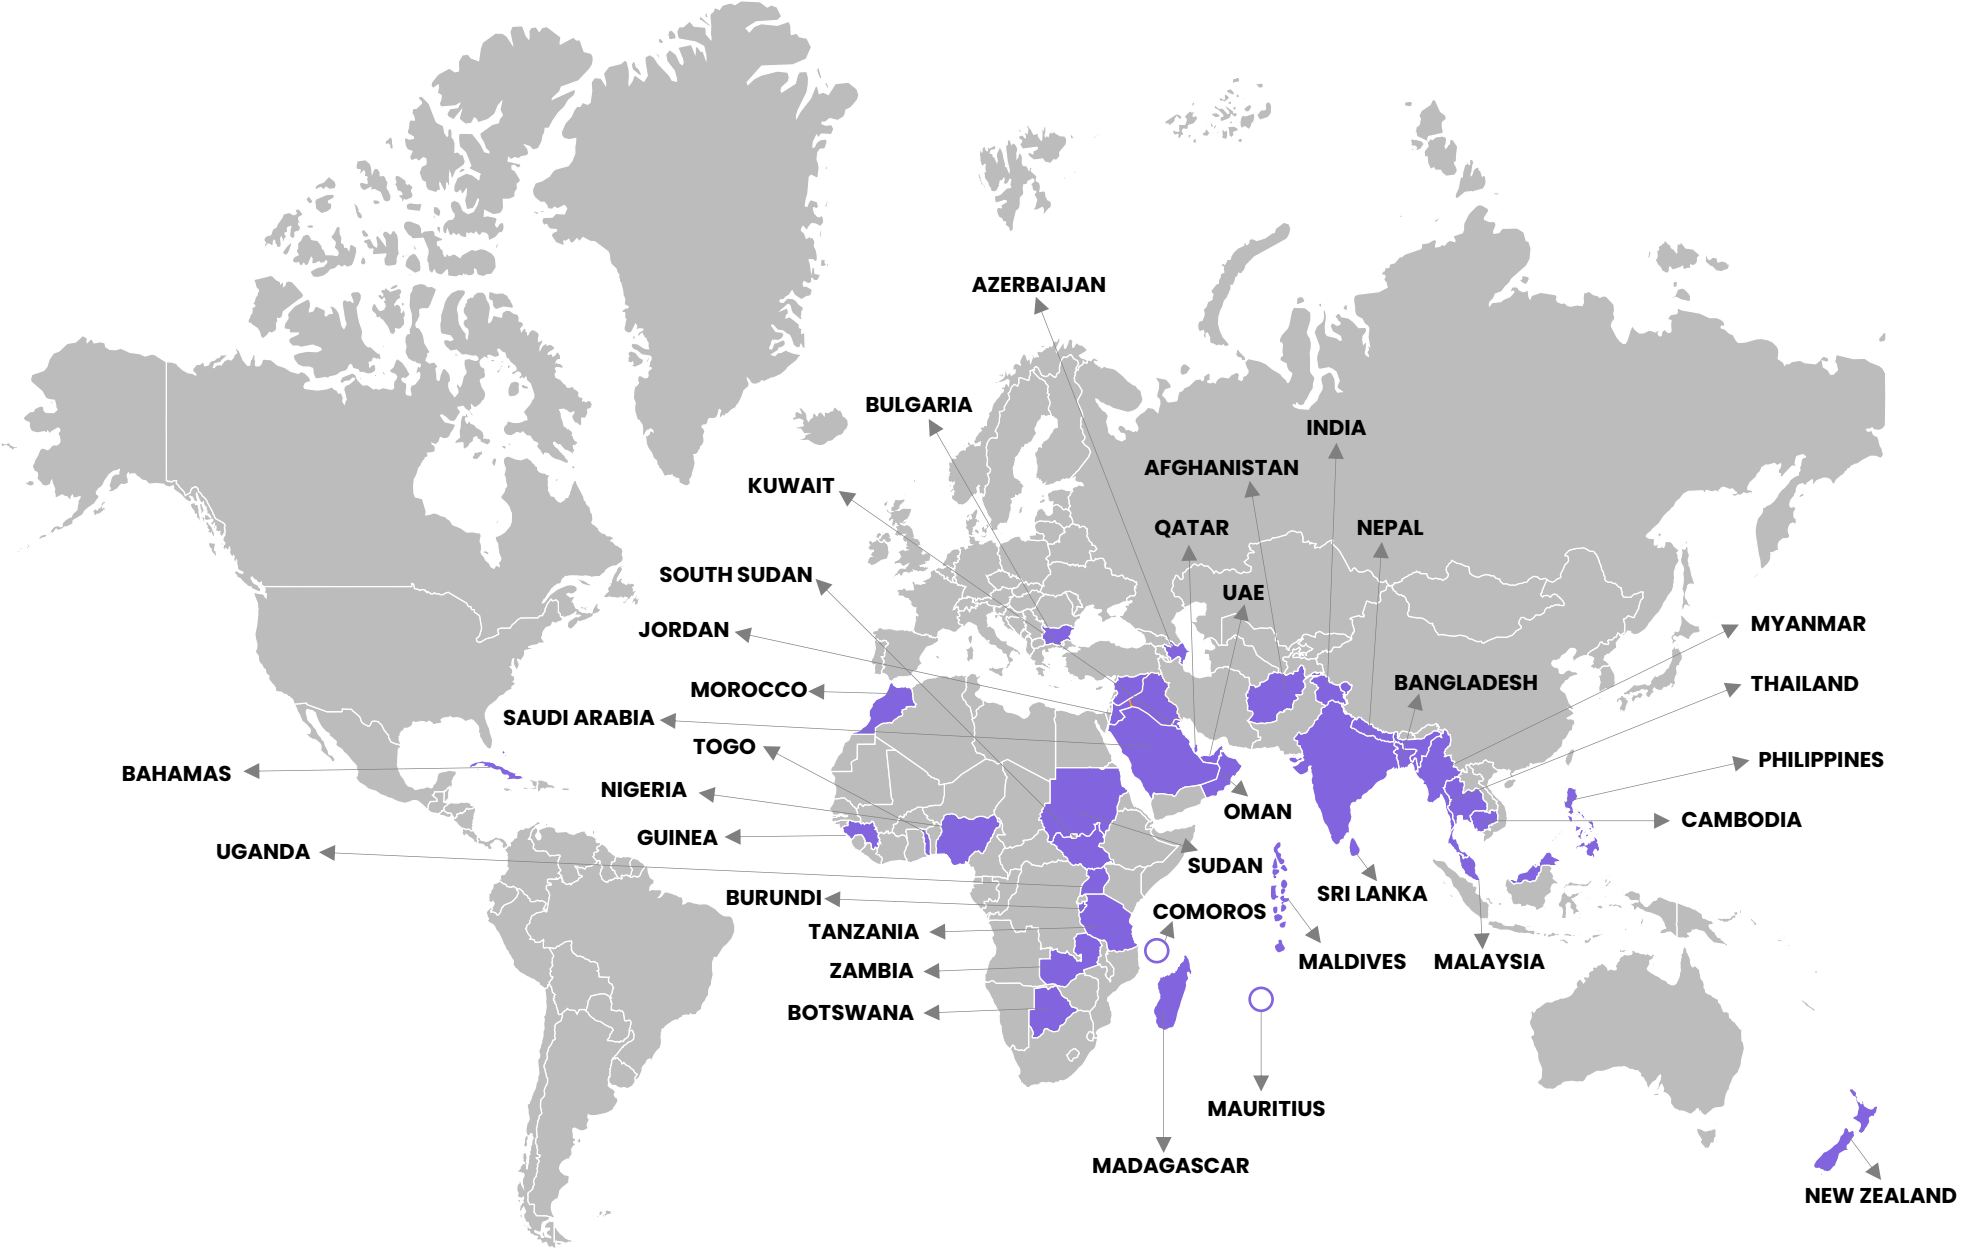 AZERBAIJAN
BULGARIA
INDIA
AFGHANISTAN
KUWAIT
QATAR
NEPAL
SOUTH SUDAN
UAE
JORDAN
MYANMAR
MOROCCO
BANGLADESH
THAILAND
SAUDI ARABIA
TOGO
PHILIPPINES
BAHAMAS
NIGERIA
OMAN
CAMBODIA
GUINEA
UGANDA
SUDAN
SRI LANKA
BURUNDI
COMOROS
TANZANIA
MALDIVES
MALAYSIA
ZAMBIA
BOTSWANA
MAURITIUS
MADAGASCAR
NEW ZEALAND